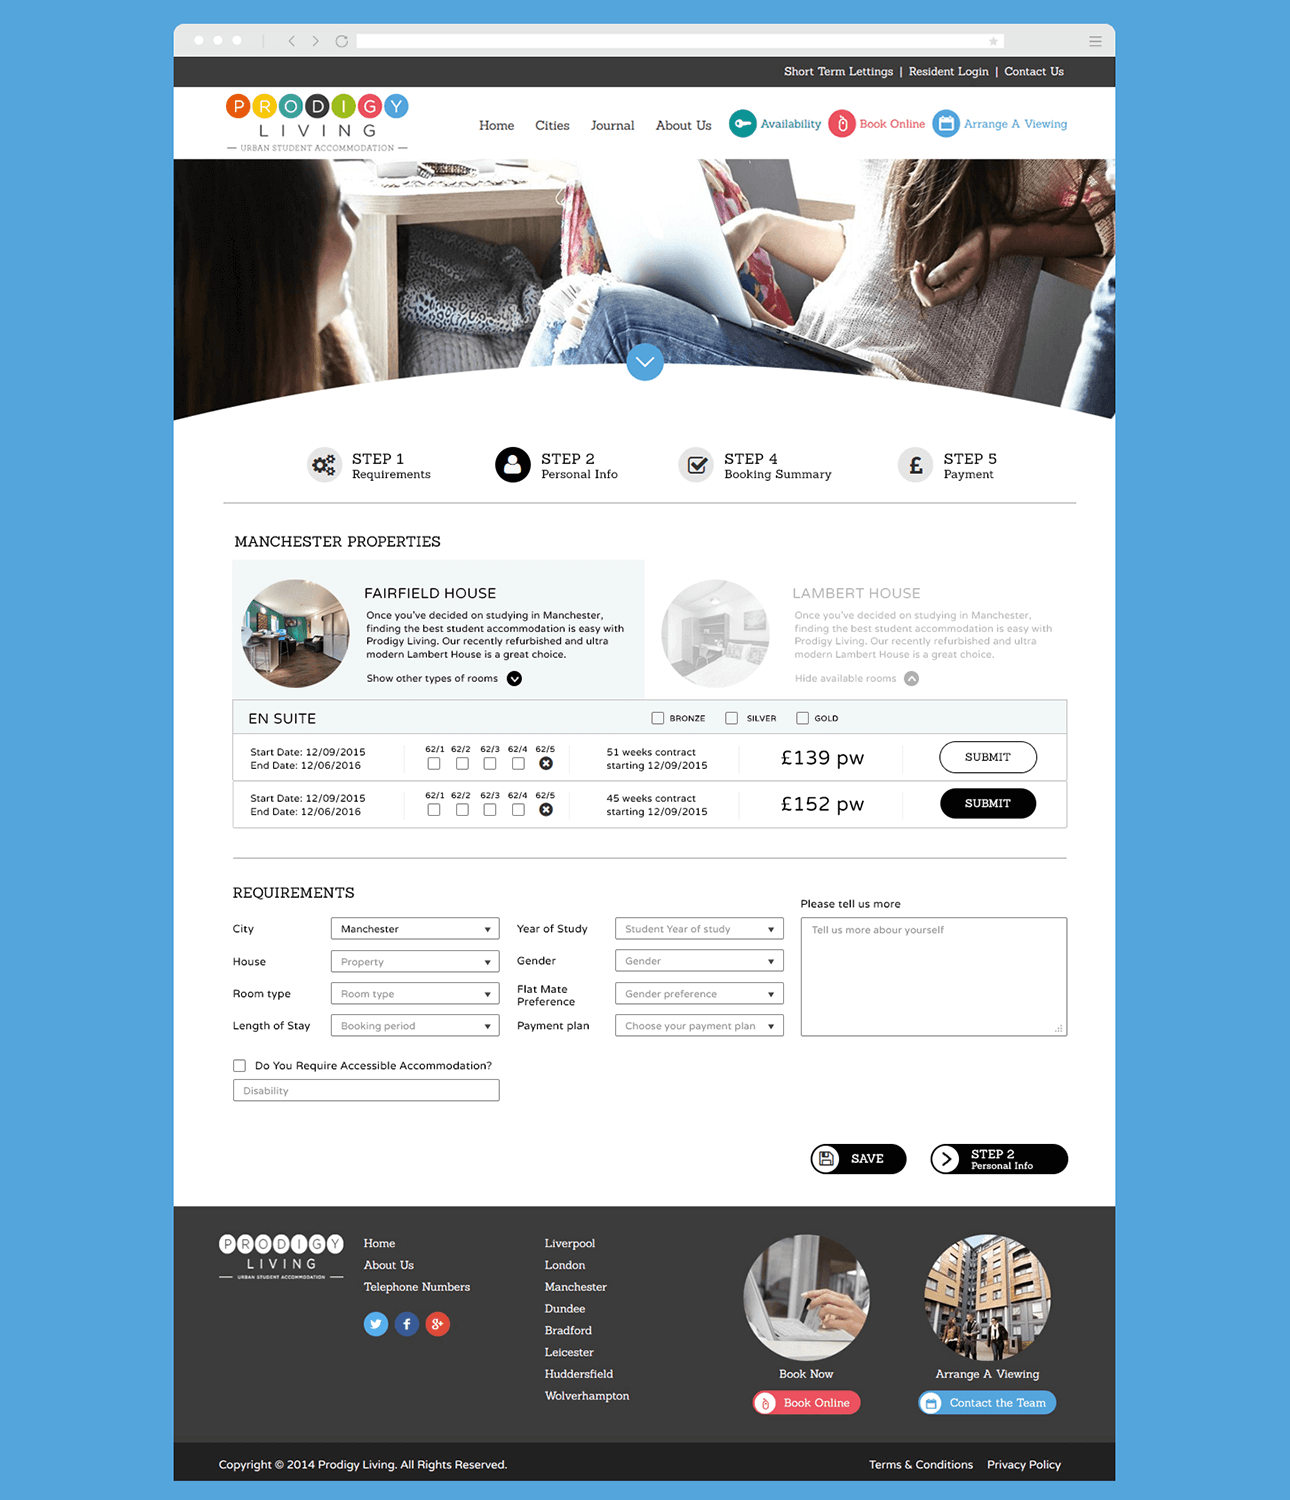 Short Term Lettings | Resident Login | Contact Us
PRODIGY
LIVING
URBAN STUDENT ACCOMMODATION
Home Cities Journal About Us Availability Book Online Arrange A Viewing
STEP 1
Requirements
STEP 2
Personal Info
STEP 4
Booking Summary
STEP 5
Payment
MANCHESTER PROPERTIES
FAIRFIELD HOUSE
Once you've decided on studying in Manchester,
finding the best student accommodation is easy with
Prodigy Living. Our recently refurbished and ultra
modern Lambert House is a great choice.
Show other types of rooms
LAMBERT HOUSE
Once you've decided on studying in Manchester,
finding the best student accommodation is easy with
Prodigy Living. Our recently refurbished and ultra
modern Lambert House is a great choice.
Hide available rooms
EN SUITE BRONZE SILVER GOLD
Start Date: 12/09/2015
End Date: 12/06/2016
62/1 62/2 62/3 62/4 62/5
51 weeks contract
starting 12/09/2015
£139 pw
SUBMIT
Start Date: 12/09/2015
End Date: 12/06/2016
62/1 62/2 62/3 62/4 62/5
45 weeks contract
starting 12/09/2015
£152 pw
SUBMIT
REQUIREMENTS
City Manchester
House Property
Room type Room type
Length of Stay Booking period
Year of Study Student Year of study
Gender Gender
Flat Mate
Preference
Gender preference
Payment plan Choose your payment plan
Please tell us more
Tell us more abour yourself
Do You Require Accessible Accommodation?
Disability
SAVE
STEP 2
Personal Info
PRODIGY
LIVING
URBAN STUDENT ACCOMMODATION
Home
About Us
Telephone Numbers
Liverpool
London
Manchester
Dundee
Bradford
Leicester
Huddersfield
Wolverhampton
Book Now
Book Online
Arrange A Viewing
Contact the Team
Copyright © 2014 Prodigy Living. All Rights Reserved.
Terms & Conditions Privacy Policy